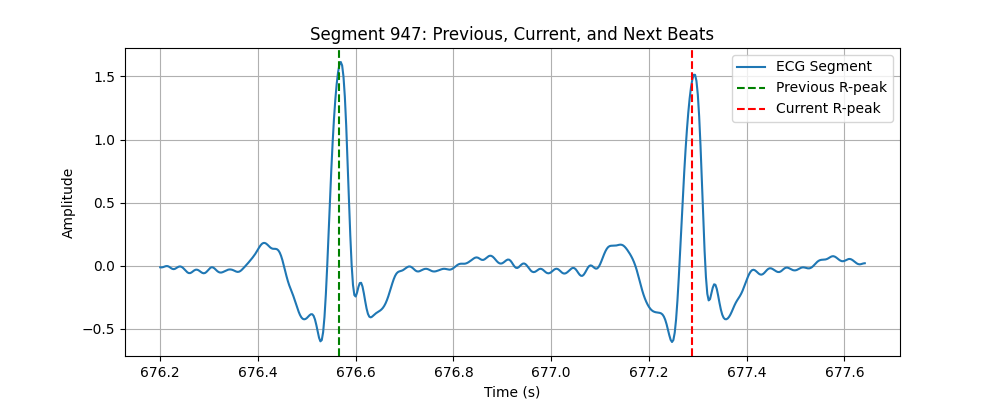 Segment 947: Previous, Current, and Next Beats
ECG Segment
Previous R-peak
Current R-peak
1.5
1.0
0.5
0.0
−0.5
Amplitude
676.2 676.4 676.6 676.8 677.0 677.2 677.4 677.6
Time (s)